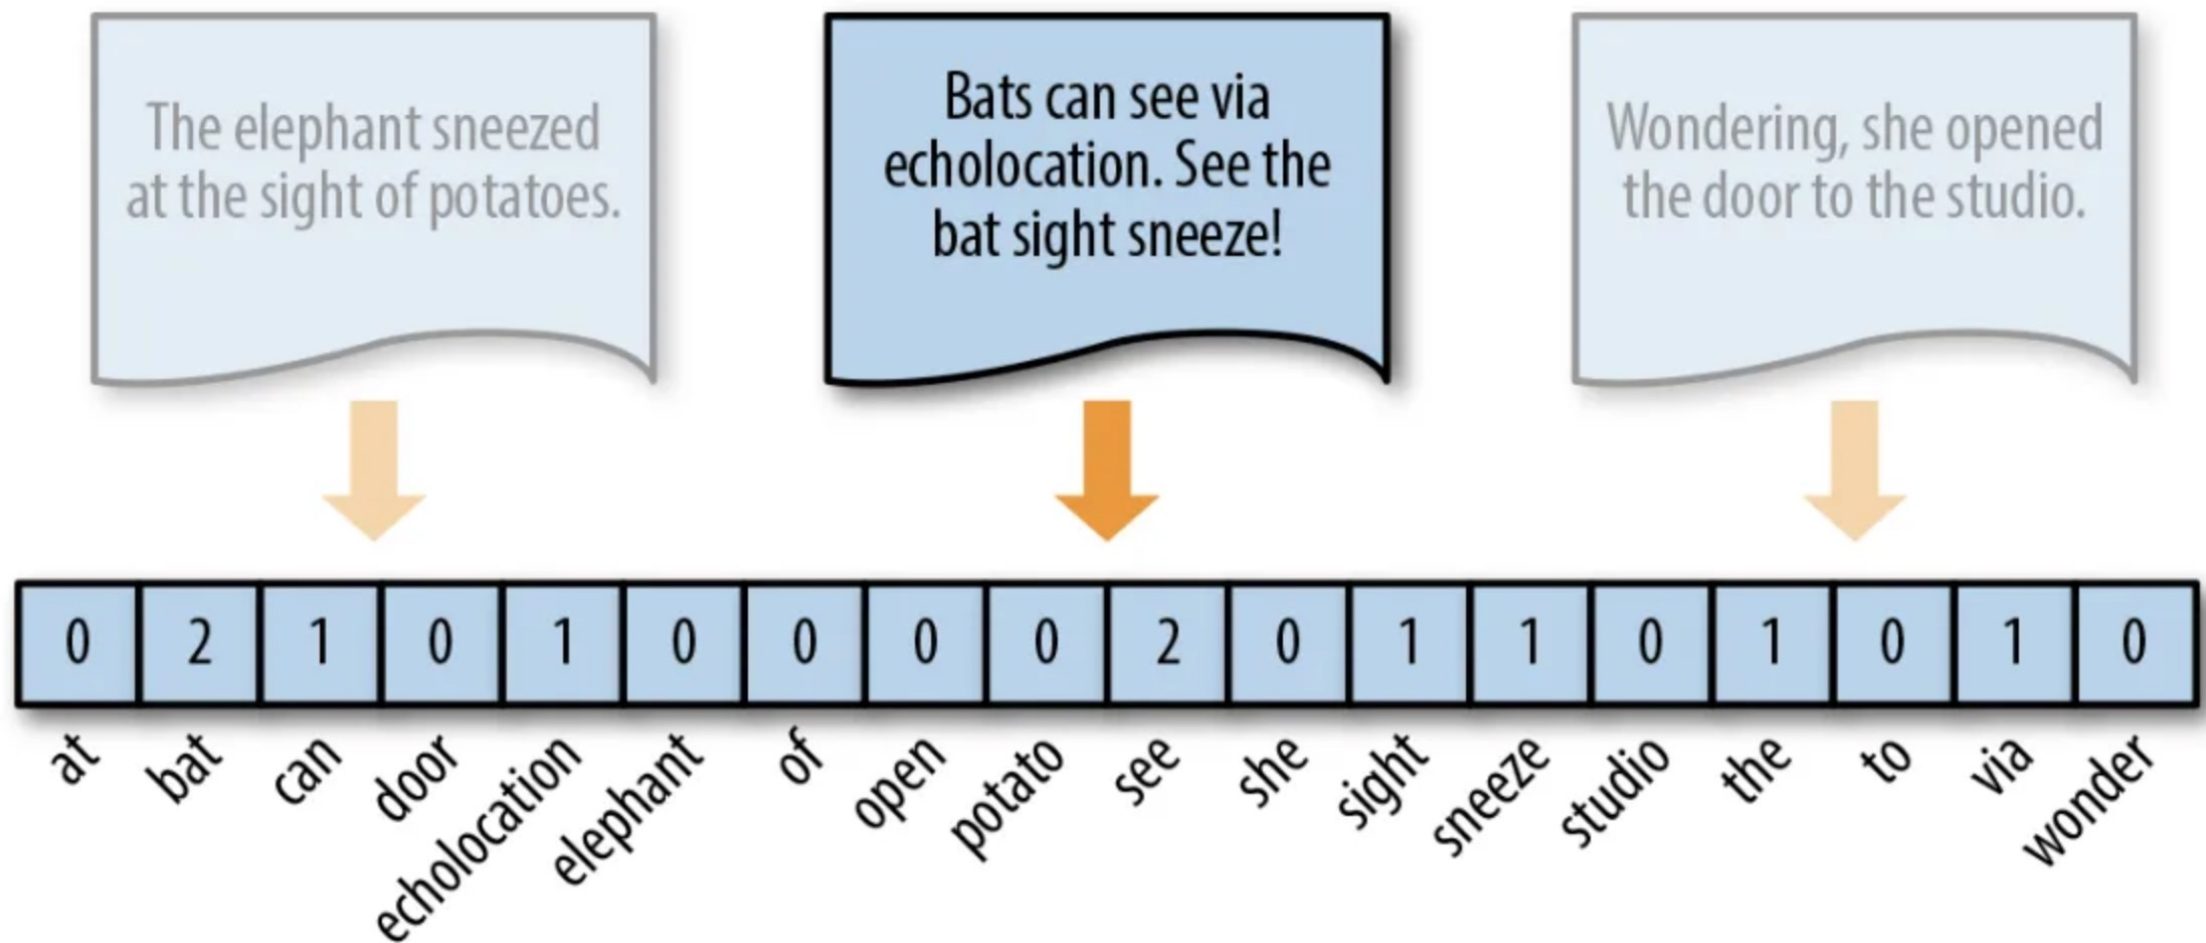 The elephant sneezed
at the sight of potatoes.
Bats can see via
echolocation. See the
bat sight sneeze!
Wondering, she opened
the door to the studio.
0 2 1 0 1 0 0 0 0 2 0 1 1 0 1 0 1 0
at bat can door echolocation elephant of open potato see she sight sneeze studio the to via wonder